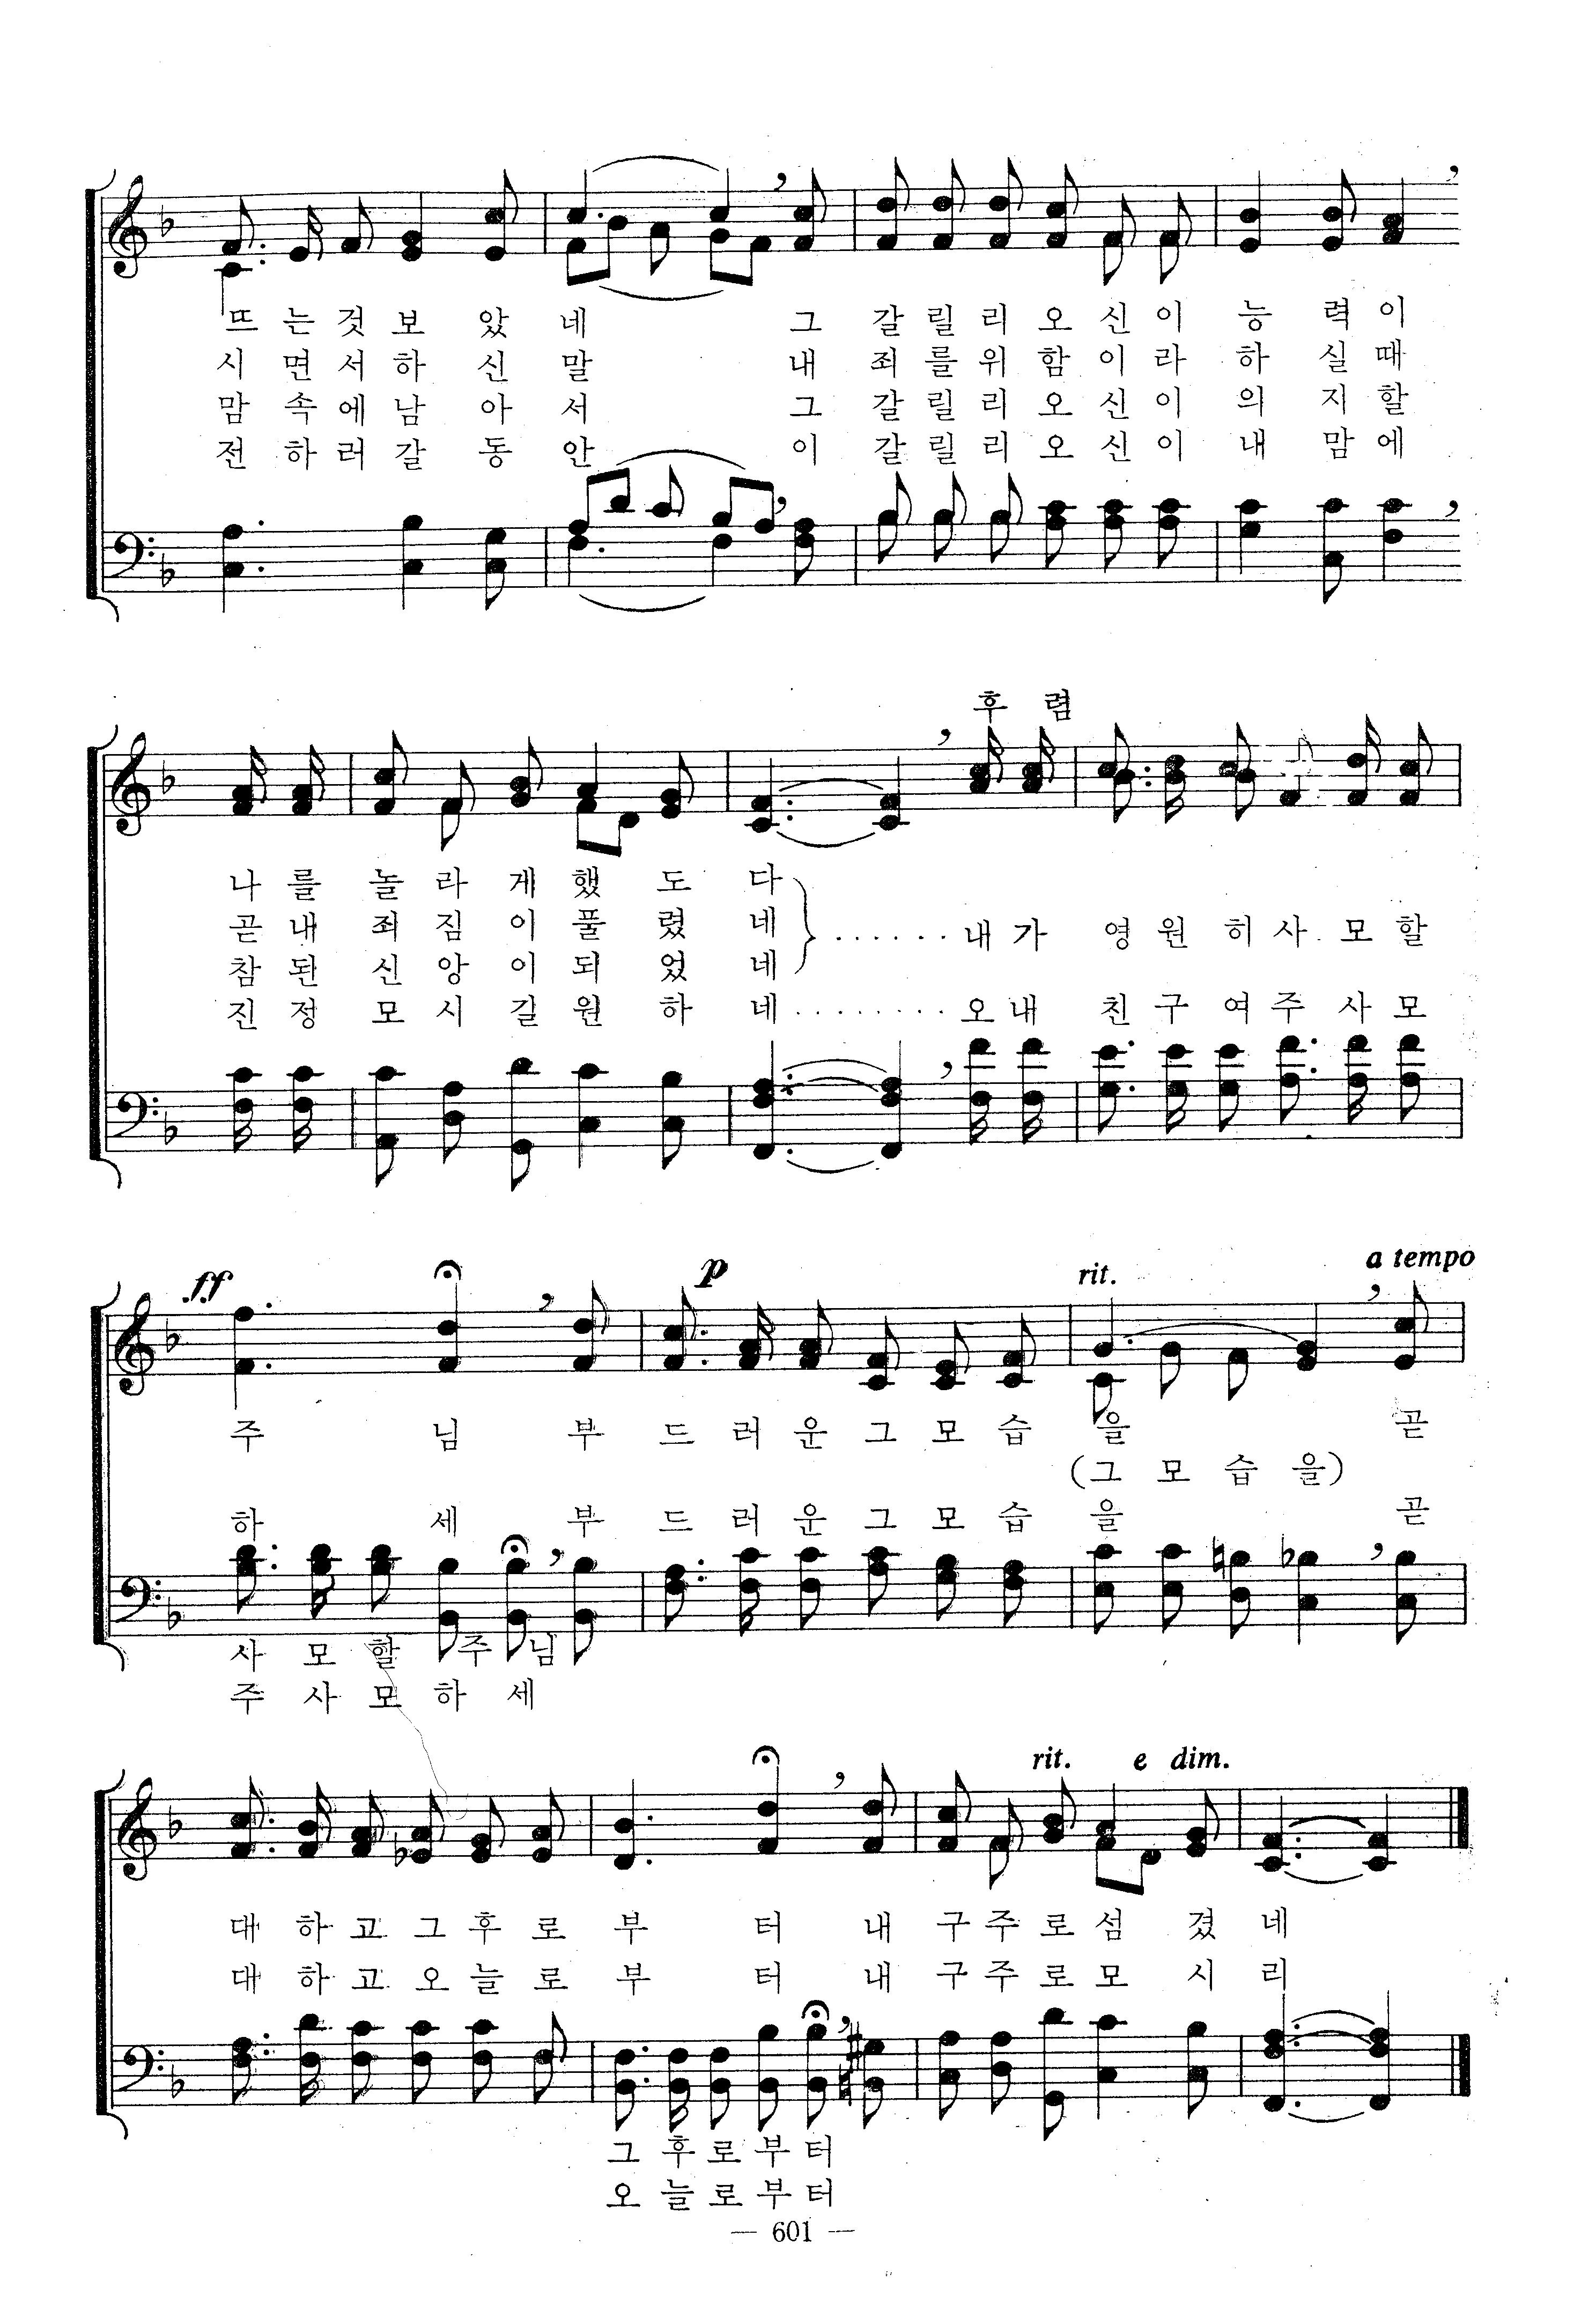 뜨는것보았네 그 갈릴리오신이 능력이
시면서하신말 내 죄를위함이라 하실때
맘속에남아서 그 갈릴리오신이 의지할
전하러갈동안 이 갈릴리오신이 내맘에
후렴
나를 놀라게했도다
곧내 죄짐이풀렸네
참된 신앙이되었네
······내가 영원히사모할
진정 모시길원하네········오내 친구여주사모
ff p rit. a tempo
주님 부드러운그모습을 곧
(그모습을)
하세 부드러운그모습을 곧
사모할주님
주사모하세
rit. e dim.
대하고그후로부터 내구주로섬겼네
대하고오늘로부터 내구주로모시리
그후로부터
오늘로부터
— 601 —